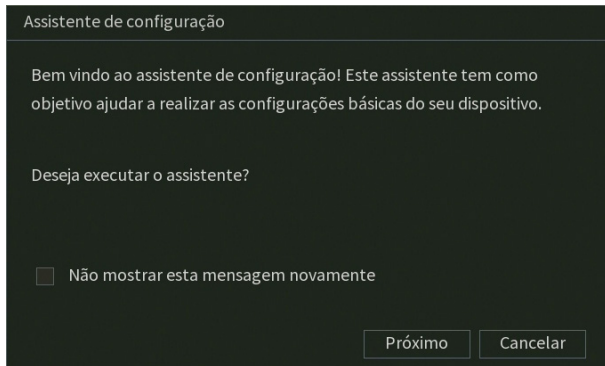 Assistente de configuração
Bem vindo ao assistente de configuração! Este assistente tem como
objetivo ajudar a realizar as configurações básicas do seu dispositivo.
Deseja executar o assistente?
Não mostrar esta mensagem novamente
Próximo Cancelar